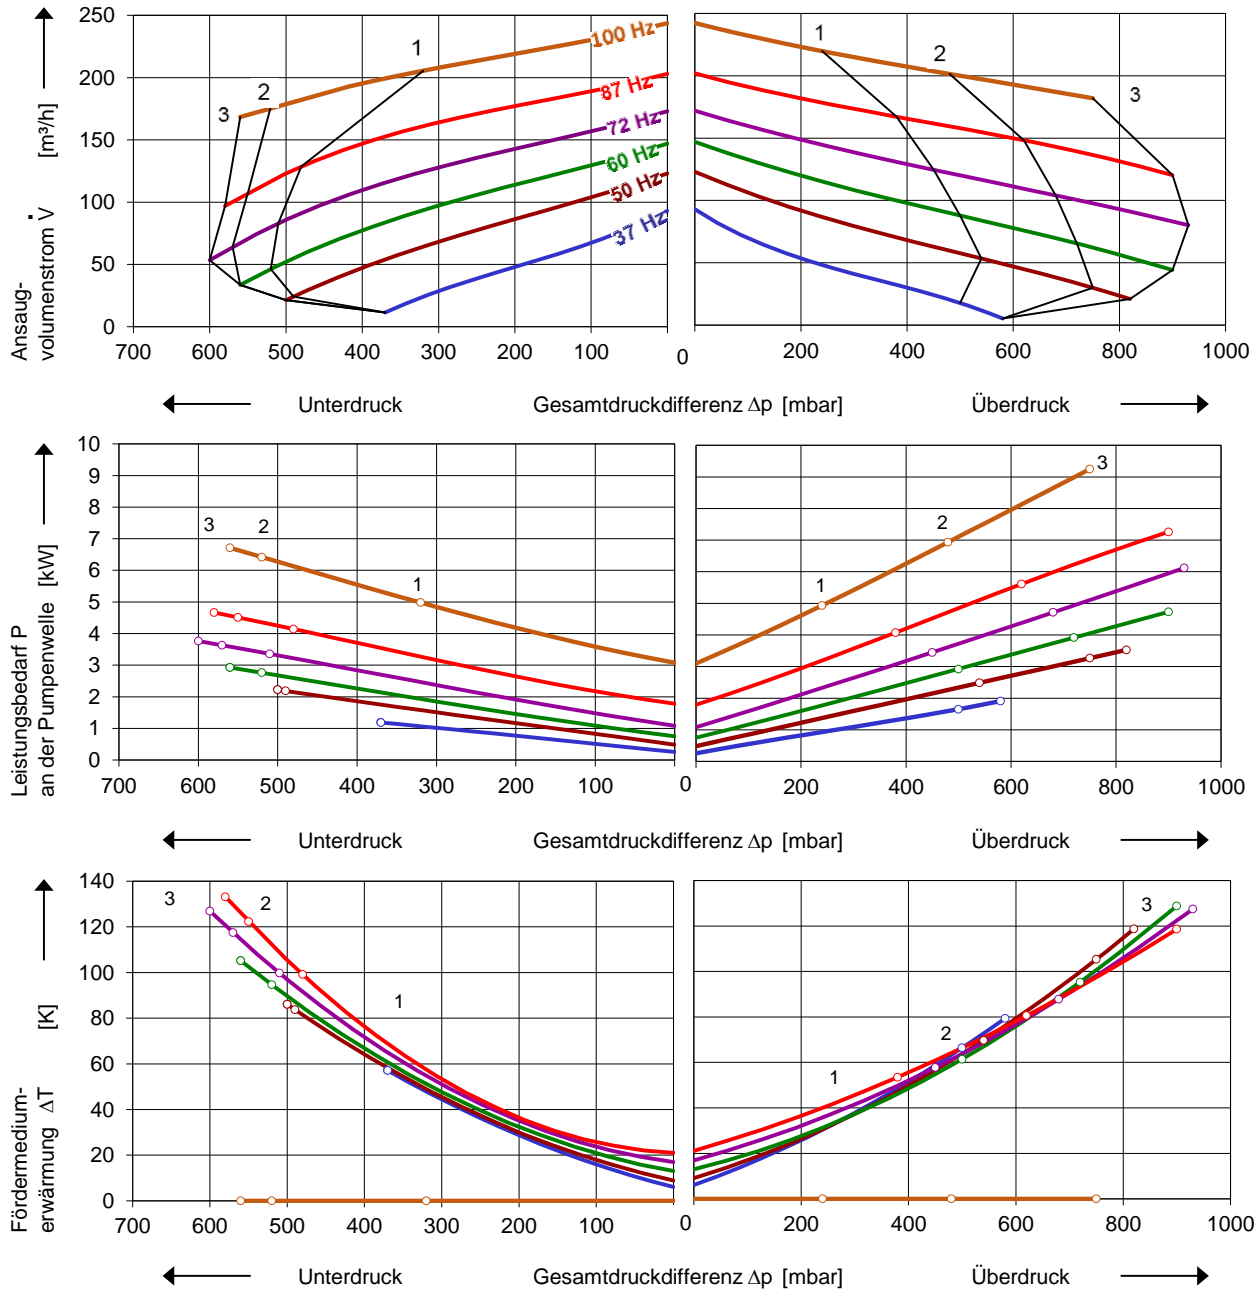 250
200
150
100
50
0
Ansaug-
volumenstrom V̇ [m³/h]
3
2
1
100 Hz
87 Hz
72 Hz
60 Hz
50 Hz
37 Hz
1
2
3
700 600 500 400 300 200 100 0 200 400 600 800 1000
Unterdruck Gesamtdruckdifferenz Δp [mbar] Überdruck
10
9
8
7
6
5
4
3
2
1
0
Leistungsbedarf P
an der Pumpenwelle [kW]
3
2
1
1
2
3
700 600 500 400 300 200 100 0 200 400 600 800 1000
Unterdruck Gesamtdruckdifferenz Δp [mbar] Überdruck
140
120
100
80
60
40
20
0
Fördermedium-
erwärmung ΔT [K]
3
2
1
1
2
3
700 600 500 400 300 200 100 0 200 400 600 800 1000
Unterdruck Gesamtdruckdifferenz Δp [mbar] Überdruck